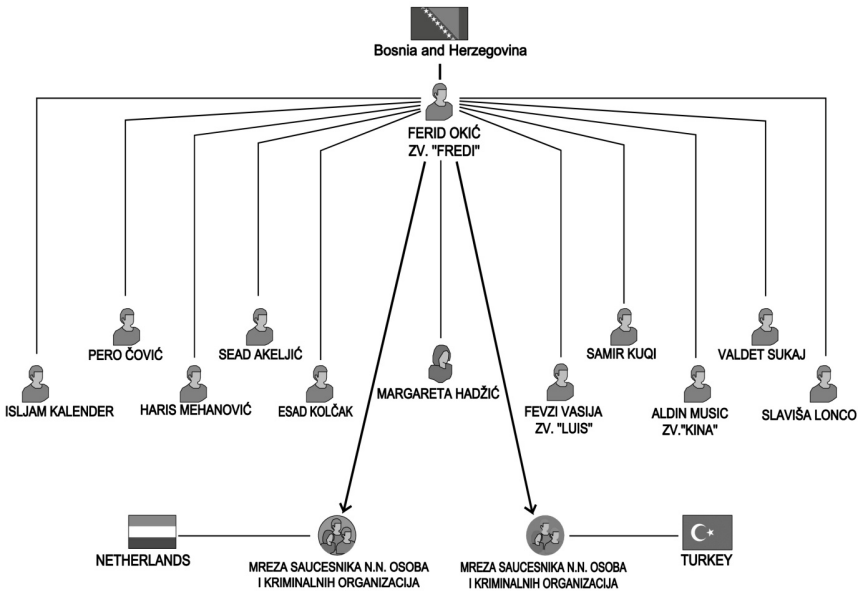 Bosnia and Herzegovina
FERID OKIĆ
ZV. "FREDI"
PERO ČOVIĆ
SEAD AKELJIĆ
SAMIR KUQI
VALDET SUKAJ
ISLJAM KALENDER
HARIS MEHANOVIĆ
ESAD KOLČAK
MARGARETA HADŽIĆ
FEVZI VASIJA
ZV. "LUIS"
ALDIN MUSIC
ZV."KINA"
SLAVIŠA LONCO
NETHERLANDS
MREZA SAUCESNIKA N.N. OSOBA
I KRIMINALNIH ORGANIZACIJA
MREZA SAUCESNIKA N.N. OSOBA
I KRIMINALNIH ORGANIZACIJA
TURKEY